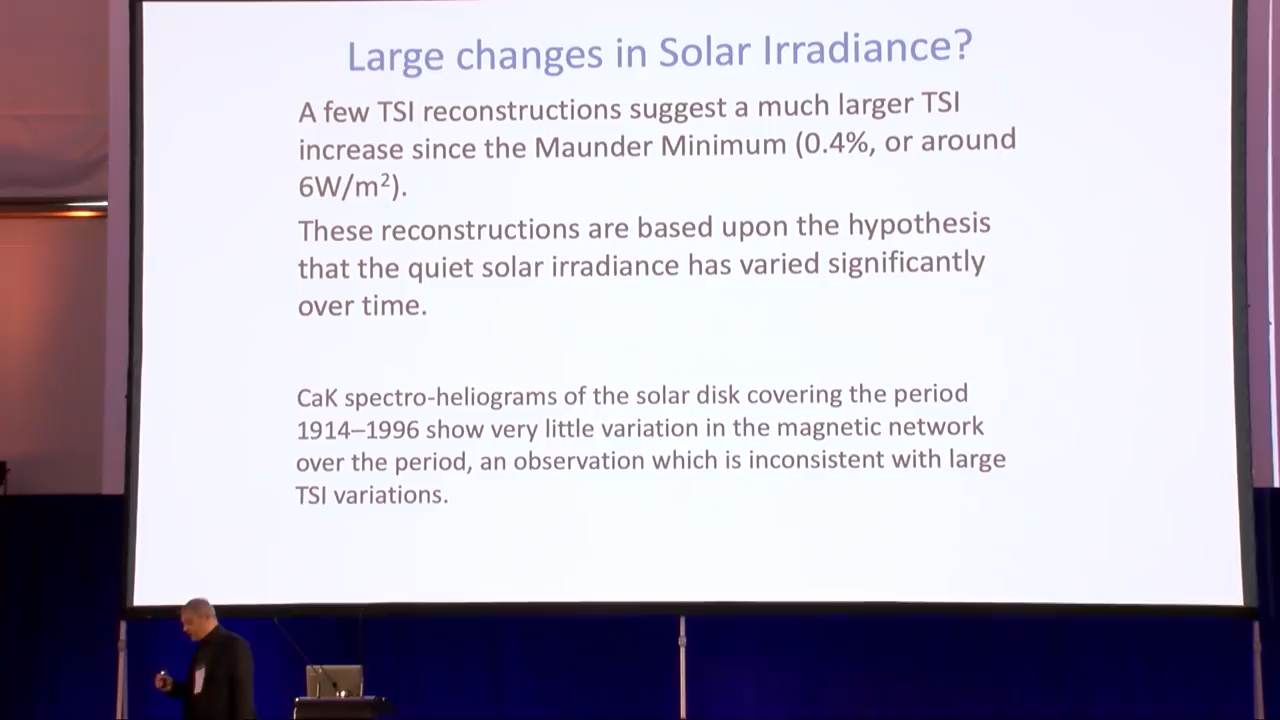 Large changes in Solar Irradiance?
A few TSI reconstructions suggest a much larger TSI
increase since the Maunder Minimum (0.4%, or around
6W/m²).
These reconstructions are based upon the hypothesis
that the quiet solar irradiance has varied significantly
over time.
CaK spectro-heliograms of the solar disk covering the period
1914–1996 show very little variation in the magnetic network
over the period, an observation which is inconsistent with large
TSI variations.